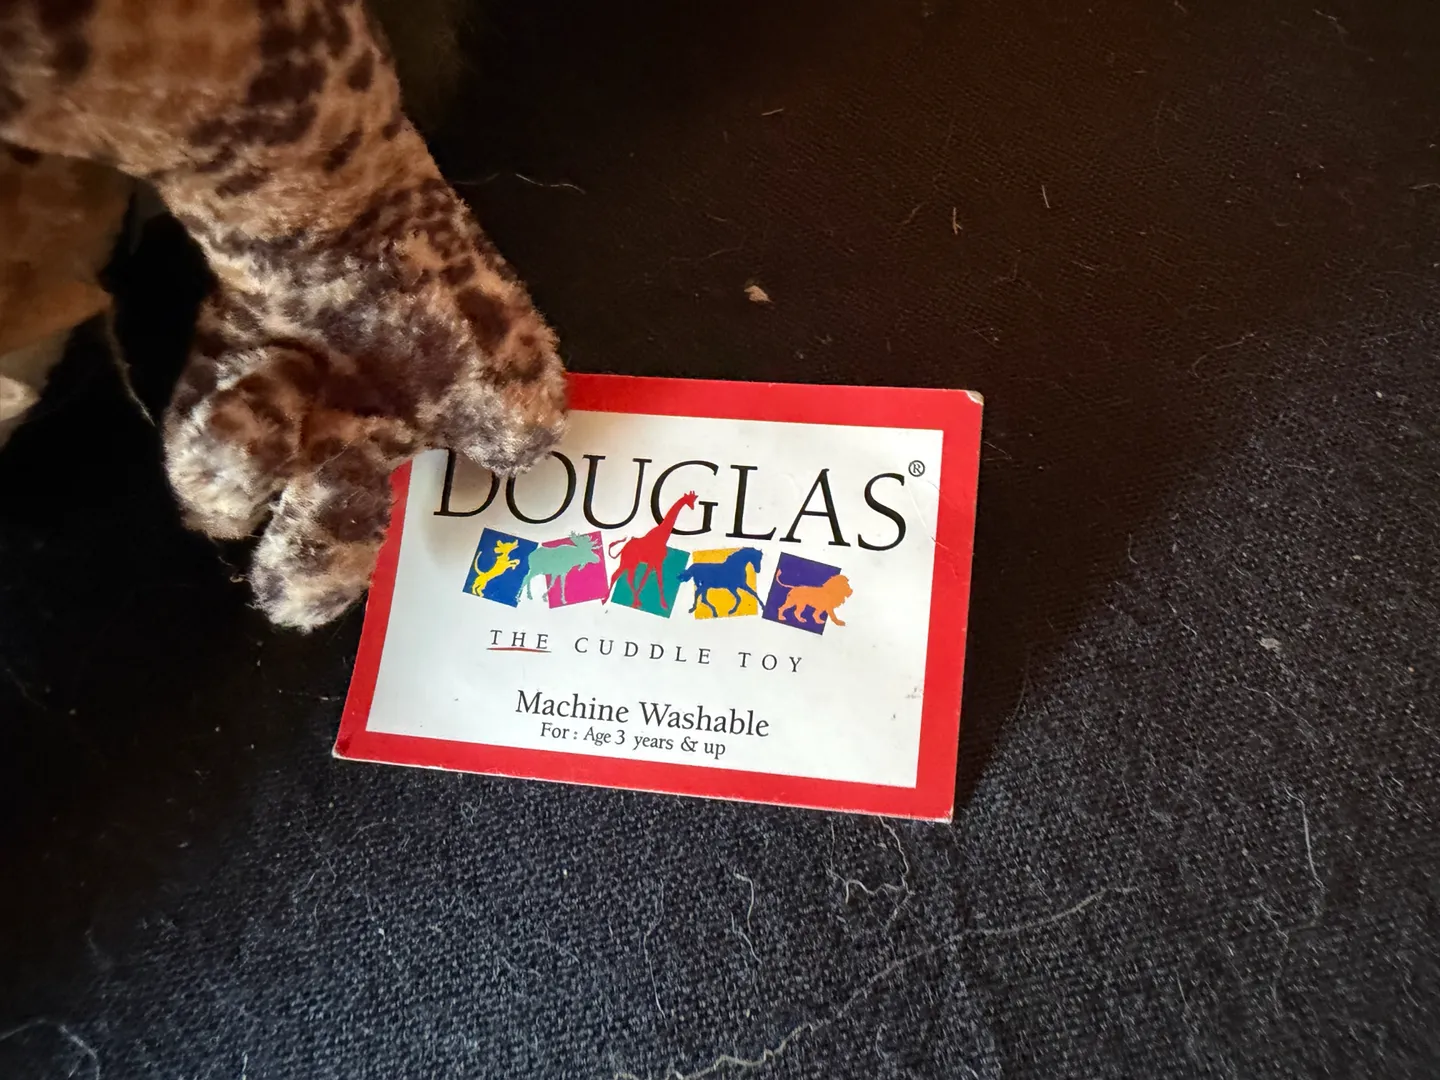 DOUGLAS®
THE CUDDLE TOY
Machine Washable
For : Age 3 years & up